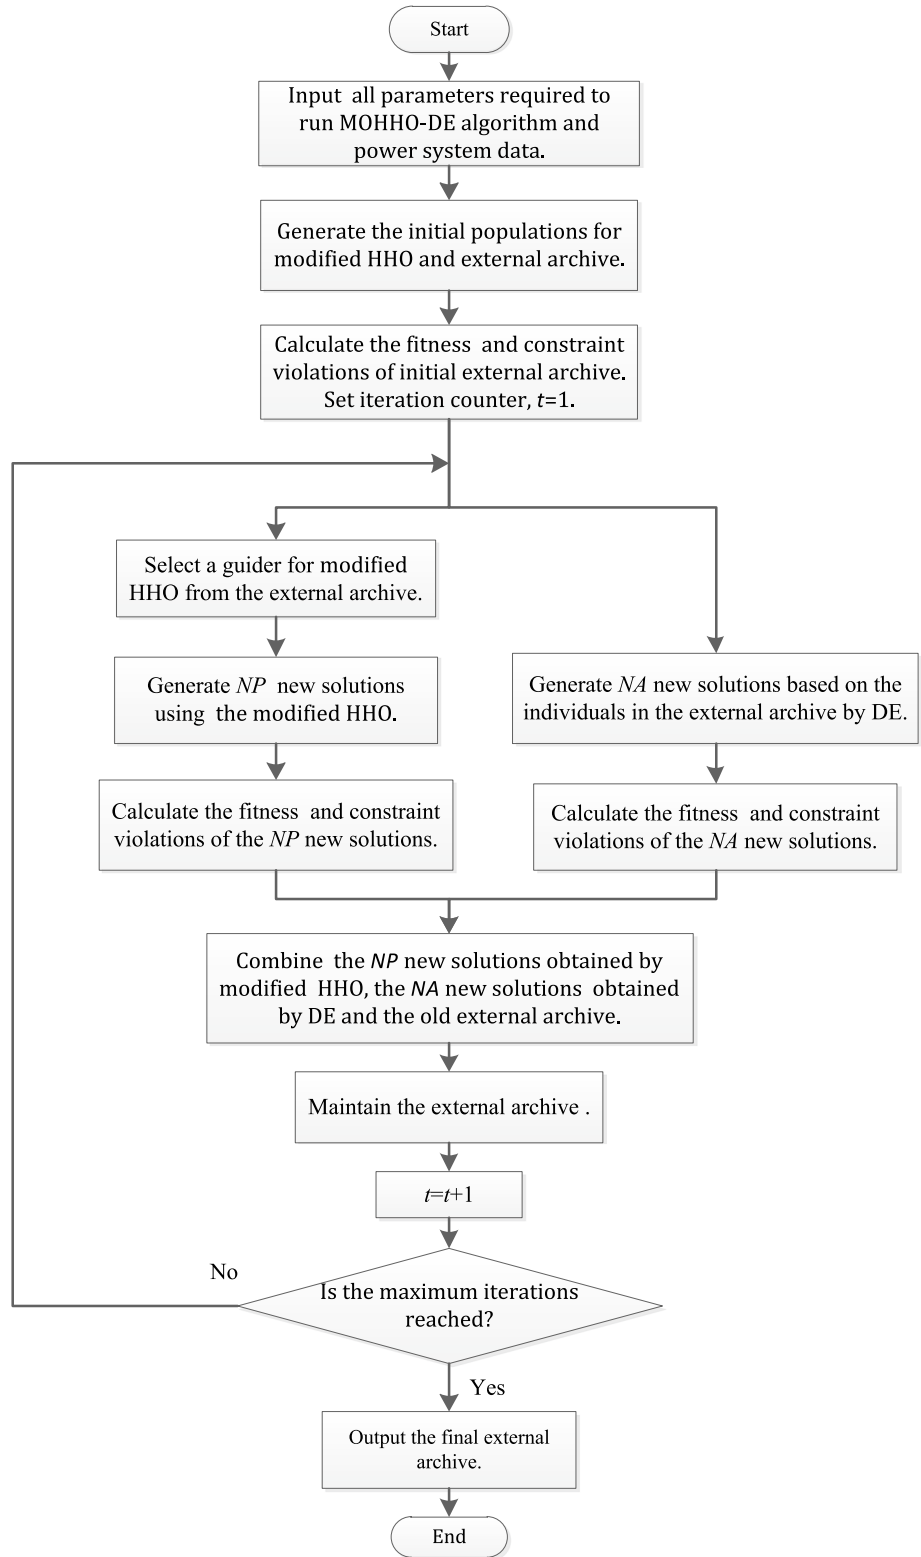 Start
Input all parameters required to
run MOHHO-DE algorithm and
power system data.
Generate the initial populations for
modified HHO and external archive.
Calculate the fitness and constraint
violations of initial external archive.
Set iteration counter, t=1.
Select a guider for modified
HHO from the external archive.
Generate NP new solutions
using the modified HHO.
Calculate the fitness and constraint
violations of the NP new solutions.
Generate NA new solutions based on the
individuals in the external archive by DE.
Calculate the fitness and constraint
violations of the NA new solutions.
Combine the NP new solutions obtained by
modified HHO, the NA new solutions obtained
by DE and the old external archive.
Maintain the external archive .
t=t+1
No
Is the maximum iterations
reached?
Yes
Output the final external
archive.
End